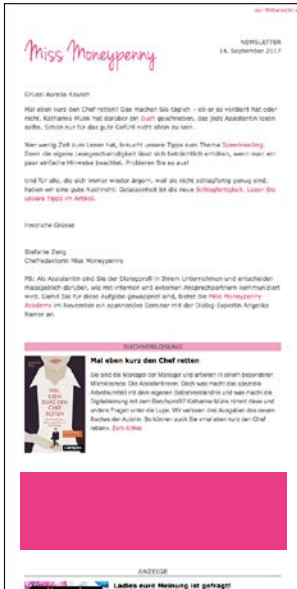 zur Webansicht
Miss Moneypenny
NEWSLETTER
14. September 2017
Grüezi Aurelia Knusch
Mal eben kurz den Chef retten? Das machen Sie täglich – ob er es verdient hat oder
nicht. Katharina Münk hat darüber ein Buch geschrieben, das jede Assistentin lesen
sollte. Schon nur für das gute Gefühl nicht allein zu sein.
Wer wenig Zeit zum Lesen hat, braucht unsere Tipps zum Thema Speedreading.
Denn die eigene Lesegeschwindigkeit lässt sich beträchtlich erhöhen, wenn man ein
paar einfache Hinweise beachtet. Probieren Sie es aus!
Und für alle, die sich immer wieder ärgern, weil sie nicht schlagfertig genug sind,
haben wir eine gute Nachricht: Gelassenheit ist die neue Schlagfertigkeit. Lesen Sie
unsere Tipps im Artikel.
Herzliche Grüsse
Stefanie Zeng
Chefredaktorin Miss Moneypenny
PS: Als Assistentin sind Sie der Dialogprofi in Ihrem Unternehmen und entscheiden
massgeblich darüber, wie mit internen und externen Ansprechpartnern kommuniziert
wird. Damit Sie für diese Aufgabe gewappnet sind, bietet die Miss Moneypenny
Academy im November ein spannendes Seminar mit der Dialog-Expertin Angelika
Ramer an.
BUCHVERLOSUNG
Mal eben kurz den Chef retten
Sie sind die Manager der Manager und arbeiten in einem besonderen
Mikrokosmos: Die Assistentinnen. Doch was macht das spezielle
Arbeitsumfeld mit dem eigenen Selbstverständnis und was macht die
Digitalisierung mit dem Berufsprofil? Katharina Münk nimmt diese und
andere Fragen unter die Lupe. Wir verlosen drei Ausgaben des neuen
Buches der Autorin. So können auch Sie «mal eben kurz den Chef
retten». Zum Artikel
MAL
EBEN
KURZ DEN
CHEF
RETTEN
campus
ANZEIGE
Ladies eure Meinung ist gefragt!